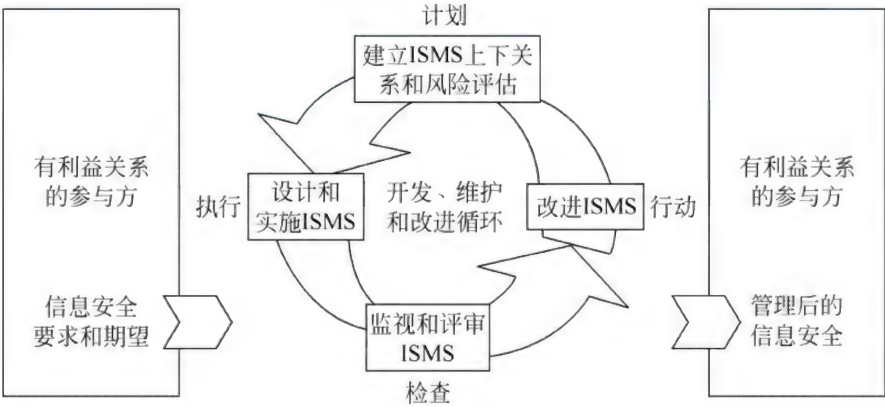 计划
建立ISMS上下关
系和风险评估
有利益关系
的参与方
执行
设计和
实施ISMS
开发、维护
和改进循环
改进ISMS
行动
有利益关系
的参与方
信息安全
要求和期望
监视和评审
ISMS
检查
管理后的
信息安全